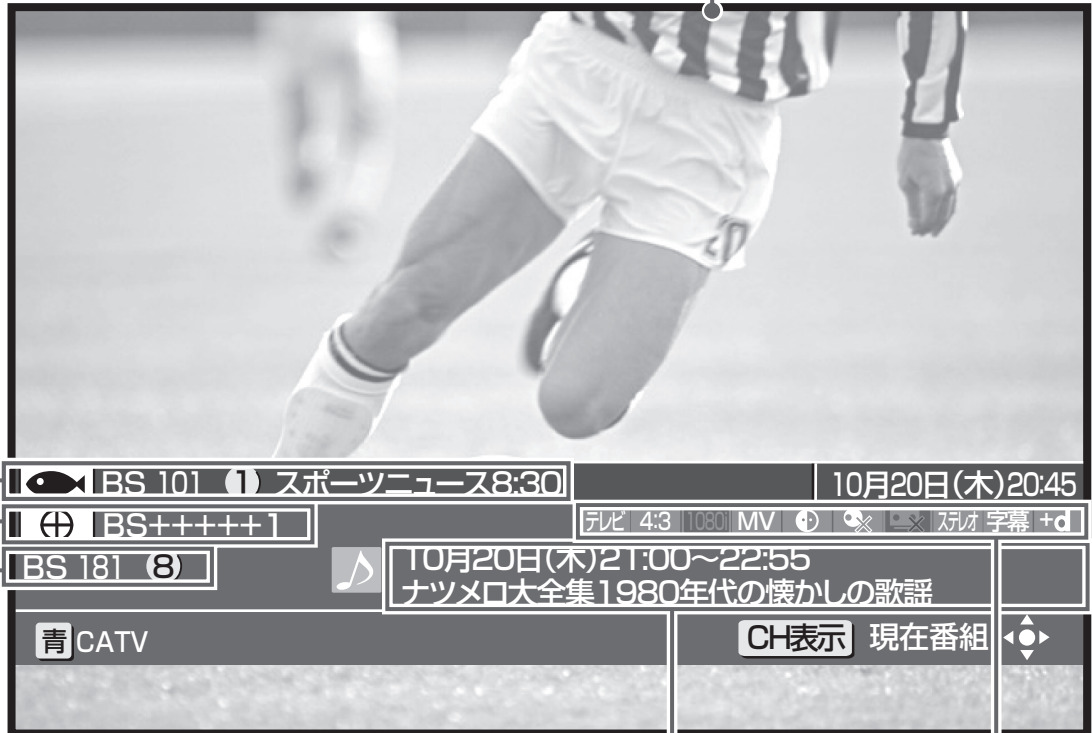 20
BS 101 ① スポーツニュース8:30
10月20日(木)20:45
BS+++++1
テレビ 4:3 1080i MV ステレオ 字幕 +d
BS 181 ⑧
10月20日(木)21:00～22:55
ナツメロ大全集1980年代の懐かしの歌謡
青 CATV
CH表示 現在番組